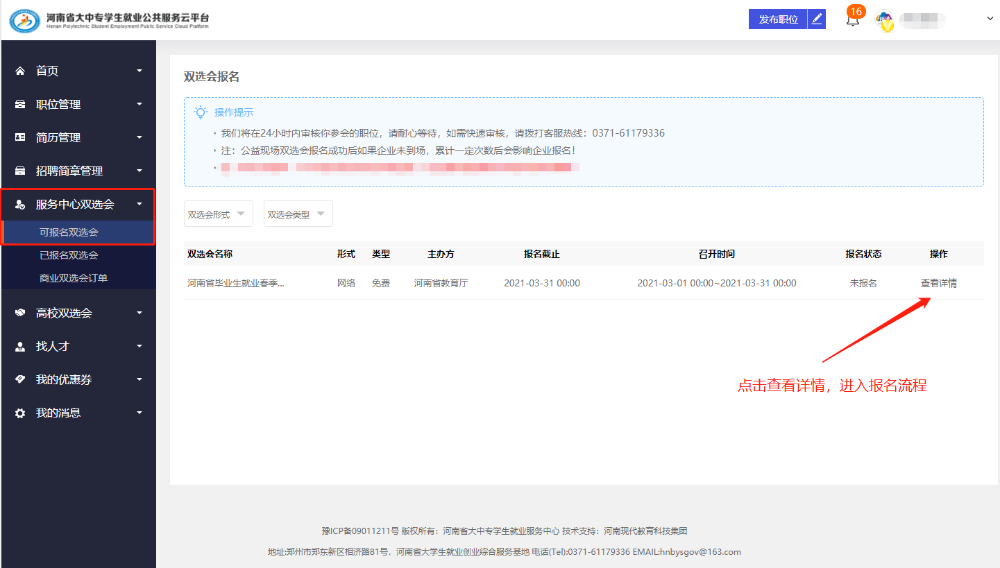 河南省大中专学生就业公共服务云平台
Henan Polytechnic Student Employment Public Service Cloud Platform
发布职位
16
首页
职位管理
简历管理
招聘简章管理
服务中心双选会
可报名双选会
已报名双选会
商业双选会订单
高校双选会
找人才
我的优惠券
我的消息
双选会报名
操作提示
我们将在24小时内审核你参会的职位，请耐心等待，如需快速审核，请拨打客服热线：0371-61179336
注：公益现场双选会报名成功后如果企业未到场，累计一定次数后会影响企业报名！
双选会形式 双选会类型
双选会名称 形式 类型 主办方 报名截止 召开时间 报名状态 操作
河南省毕业生就业春季... 网络 免费 河南省教育厅 2021-03-31 00:00 2021-03-01 00:00~2021-03-31 00:00 未报名 查看详情
点击查看详情，进入报名流程
豫ICP备09011211号 版权所有：河南省大中专学生就业服务中心 技术支持：河南现代教育科技集团
地址:郑州市郑东新区相济路81号，河南省大学生就业创业综合服务基地 电话(Tel):0371-61179336 EMAIL:hnbysgov@163.com